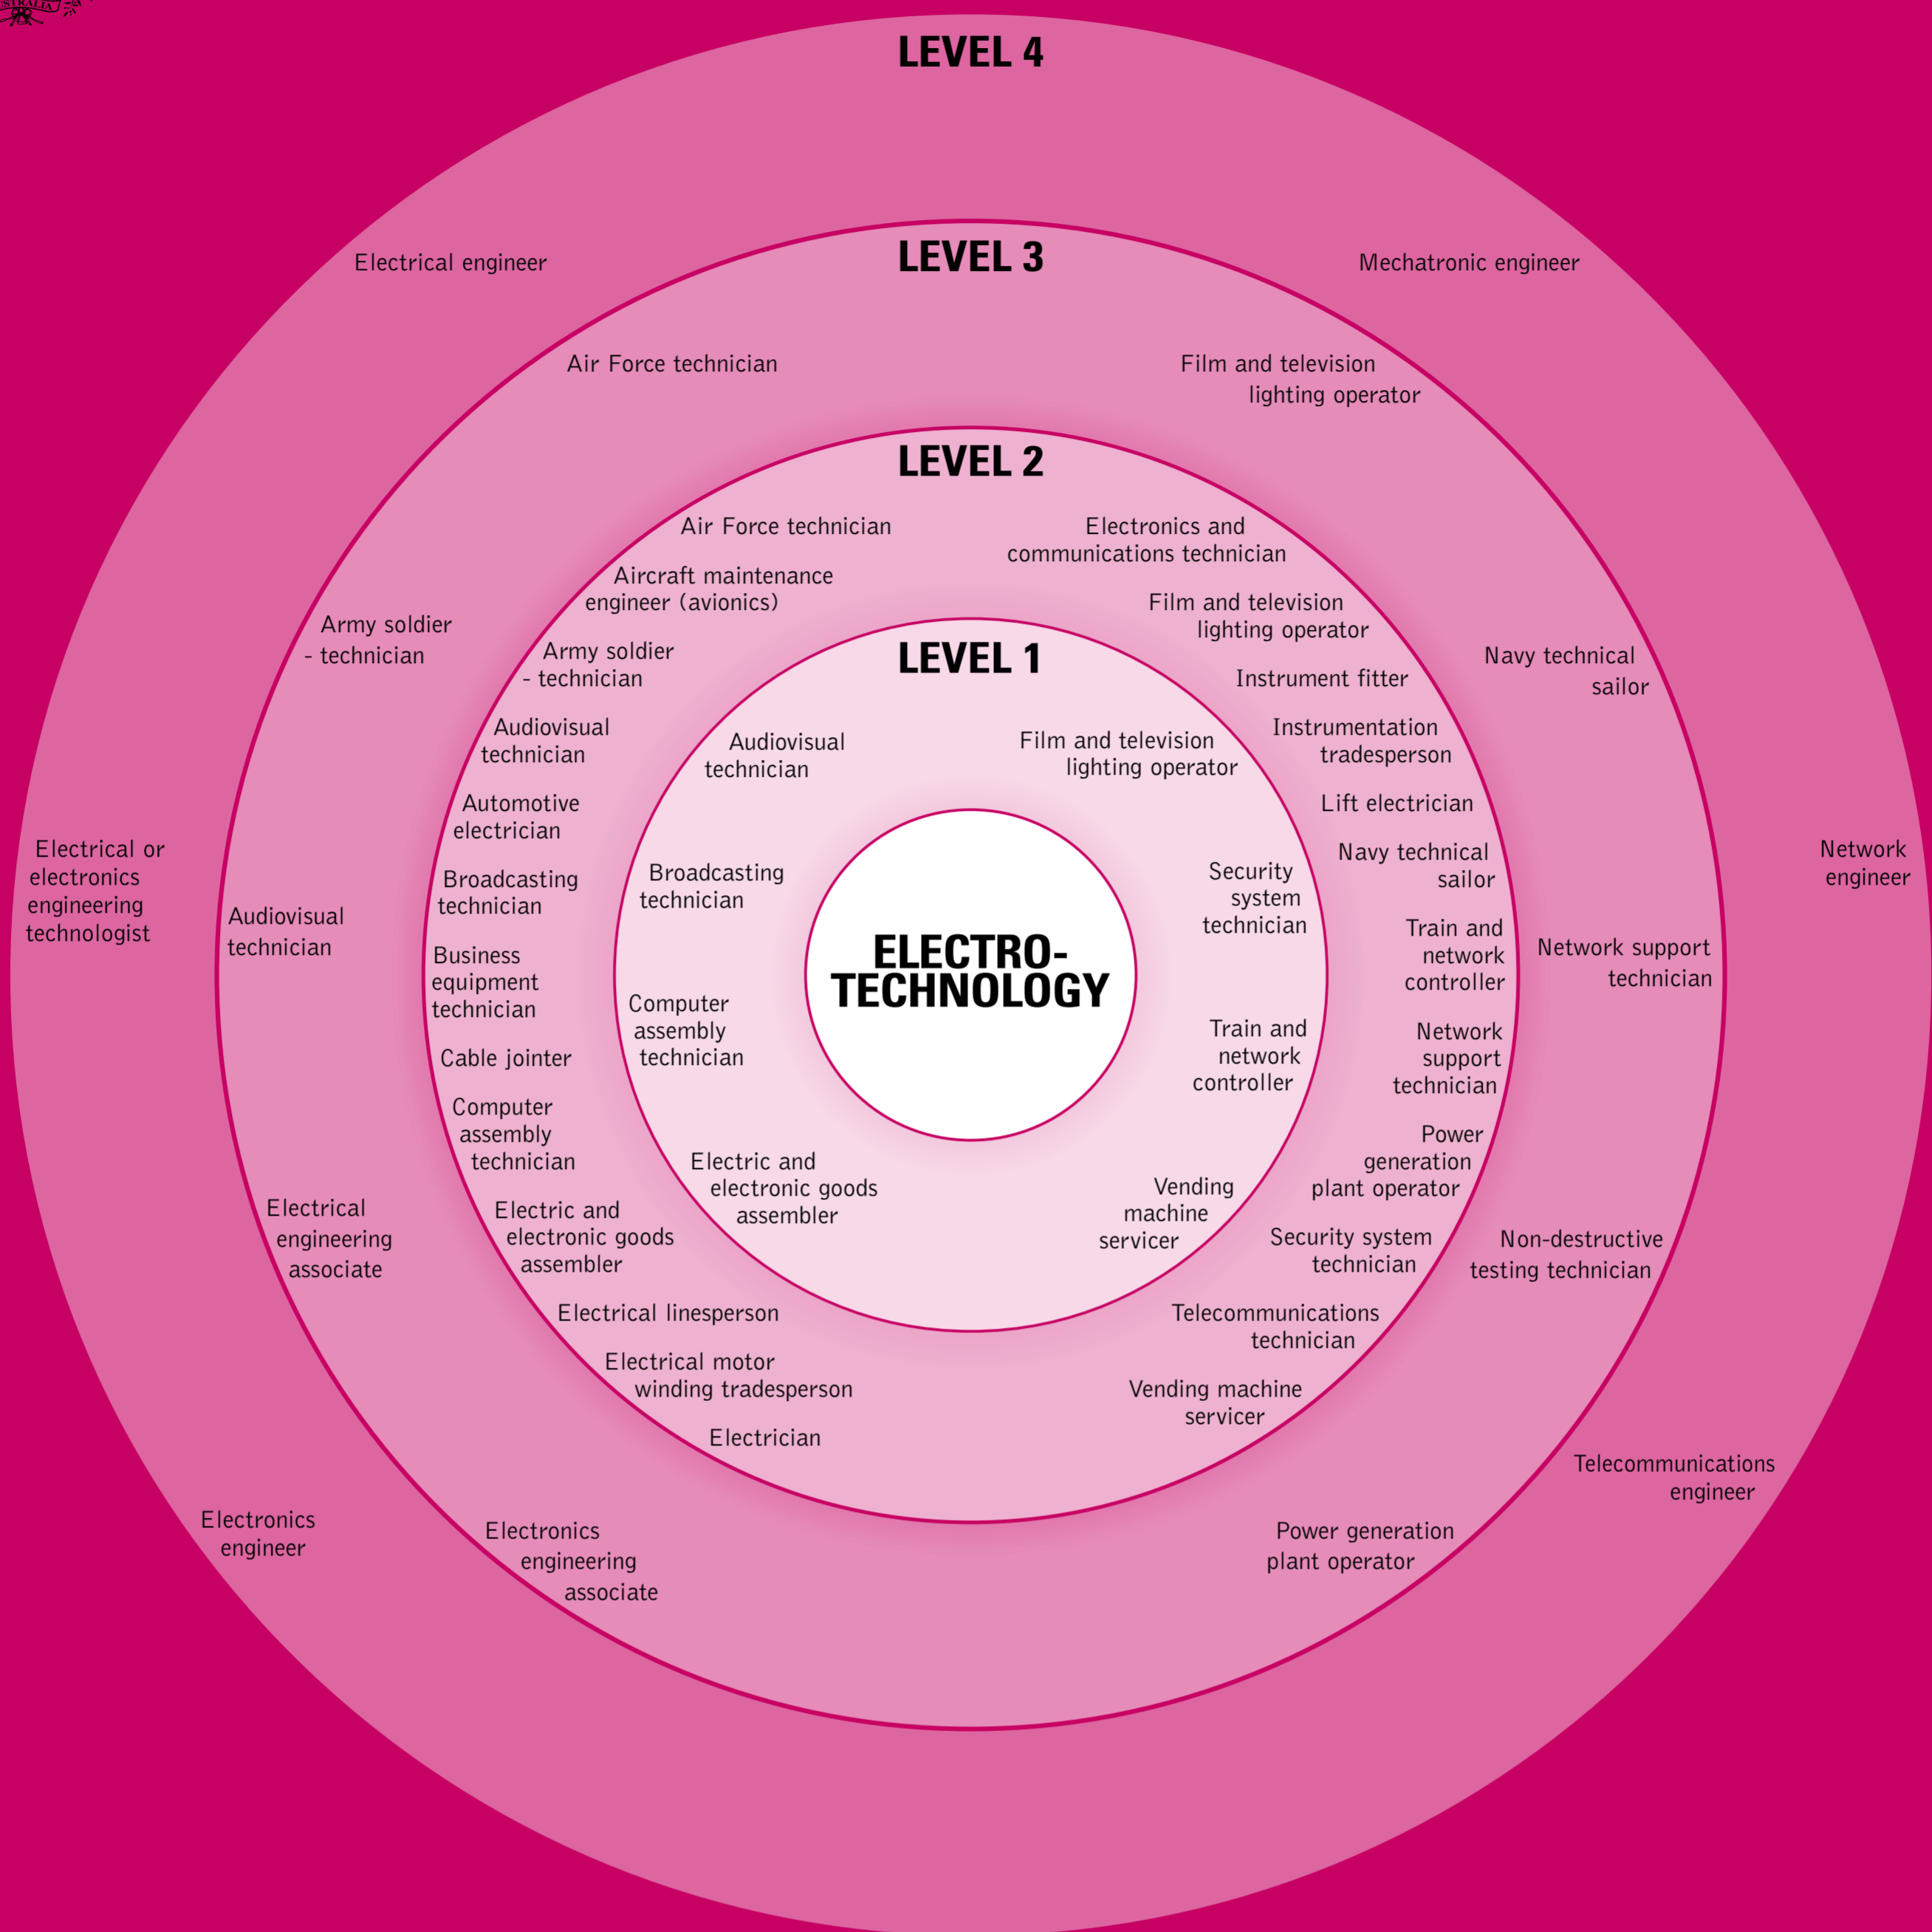 USTRALIA
LEVEL 4
Electrical engineer
Mechatronic engineer
Electrical or
electronics
engineering
technologist
Network
engineer
Electronics
engineer
Telecommunications
engineer
LEVEL 3
Air Force technician
Film and television
lighting operator
Army soldier
- technician
Navy technical
sailor
Audiovisual
technician
Network support
technician
Electrical
engineering
associate
Non-destructive
testing technician
Electronics
engineering
associate
Power generation
plant operator
LEVEL 2
Air Force technician
Aircraft maintenance
engineer (avionics)
Army soldier
- technician
Audiovisual
technician
Automotive
electrician
Broadcasting
technician
Business
equipment
technician
Cable jointer
Computer
assembly
technician
Electric and
electronic goods
assembler
Electrical linesperson
Electrical motor
winding tradesperson
Electrician
Electronics and
communications technician
Film and television
lighting operator
Instrument fitter
Instrumentation
tradesperson
Lift electrician
Navy technical
sailor
Train and
network
controller
Network
support
technician
Power
generation
plant operator
Security system
technician
Telecommunications
technician
Vending machine
servicer
LEVEL 1
Audiovisual
technician
Broadcasting
technician
Computer
assembly
technician
Electric and
electronic goods
assembler
Film and television
lighting operator
Security
system
technician
Train and
network
controller
Vending
machine
servicer
ELECTRO-
TECHNOLOGY